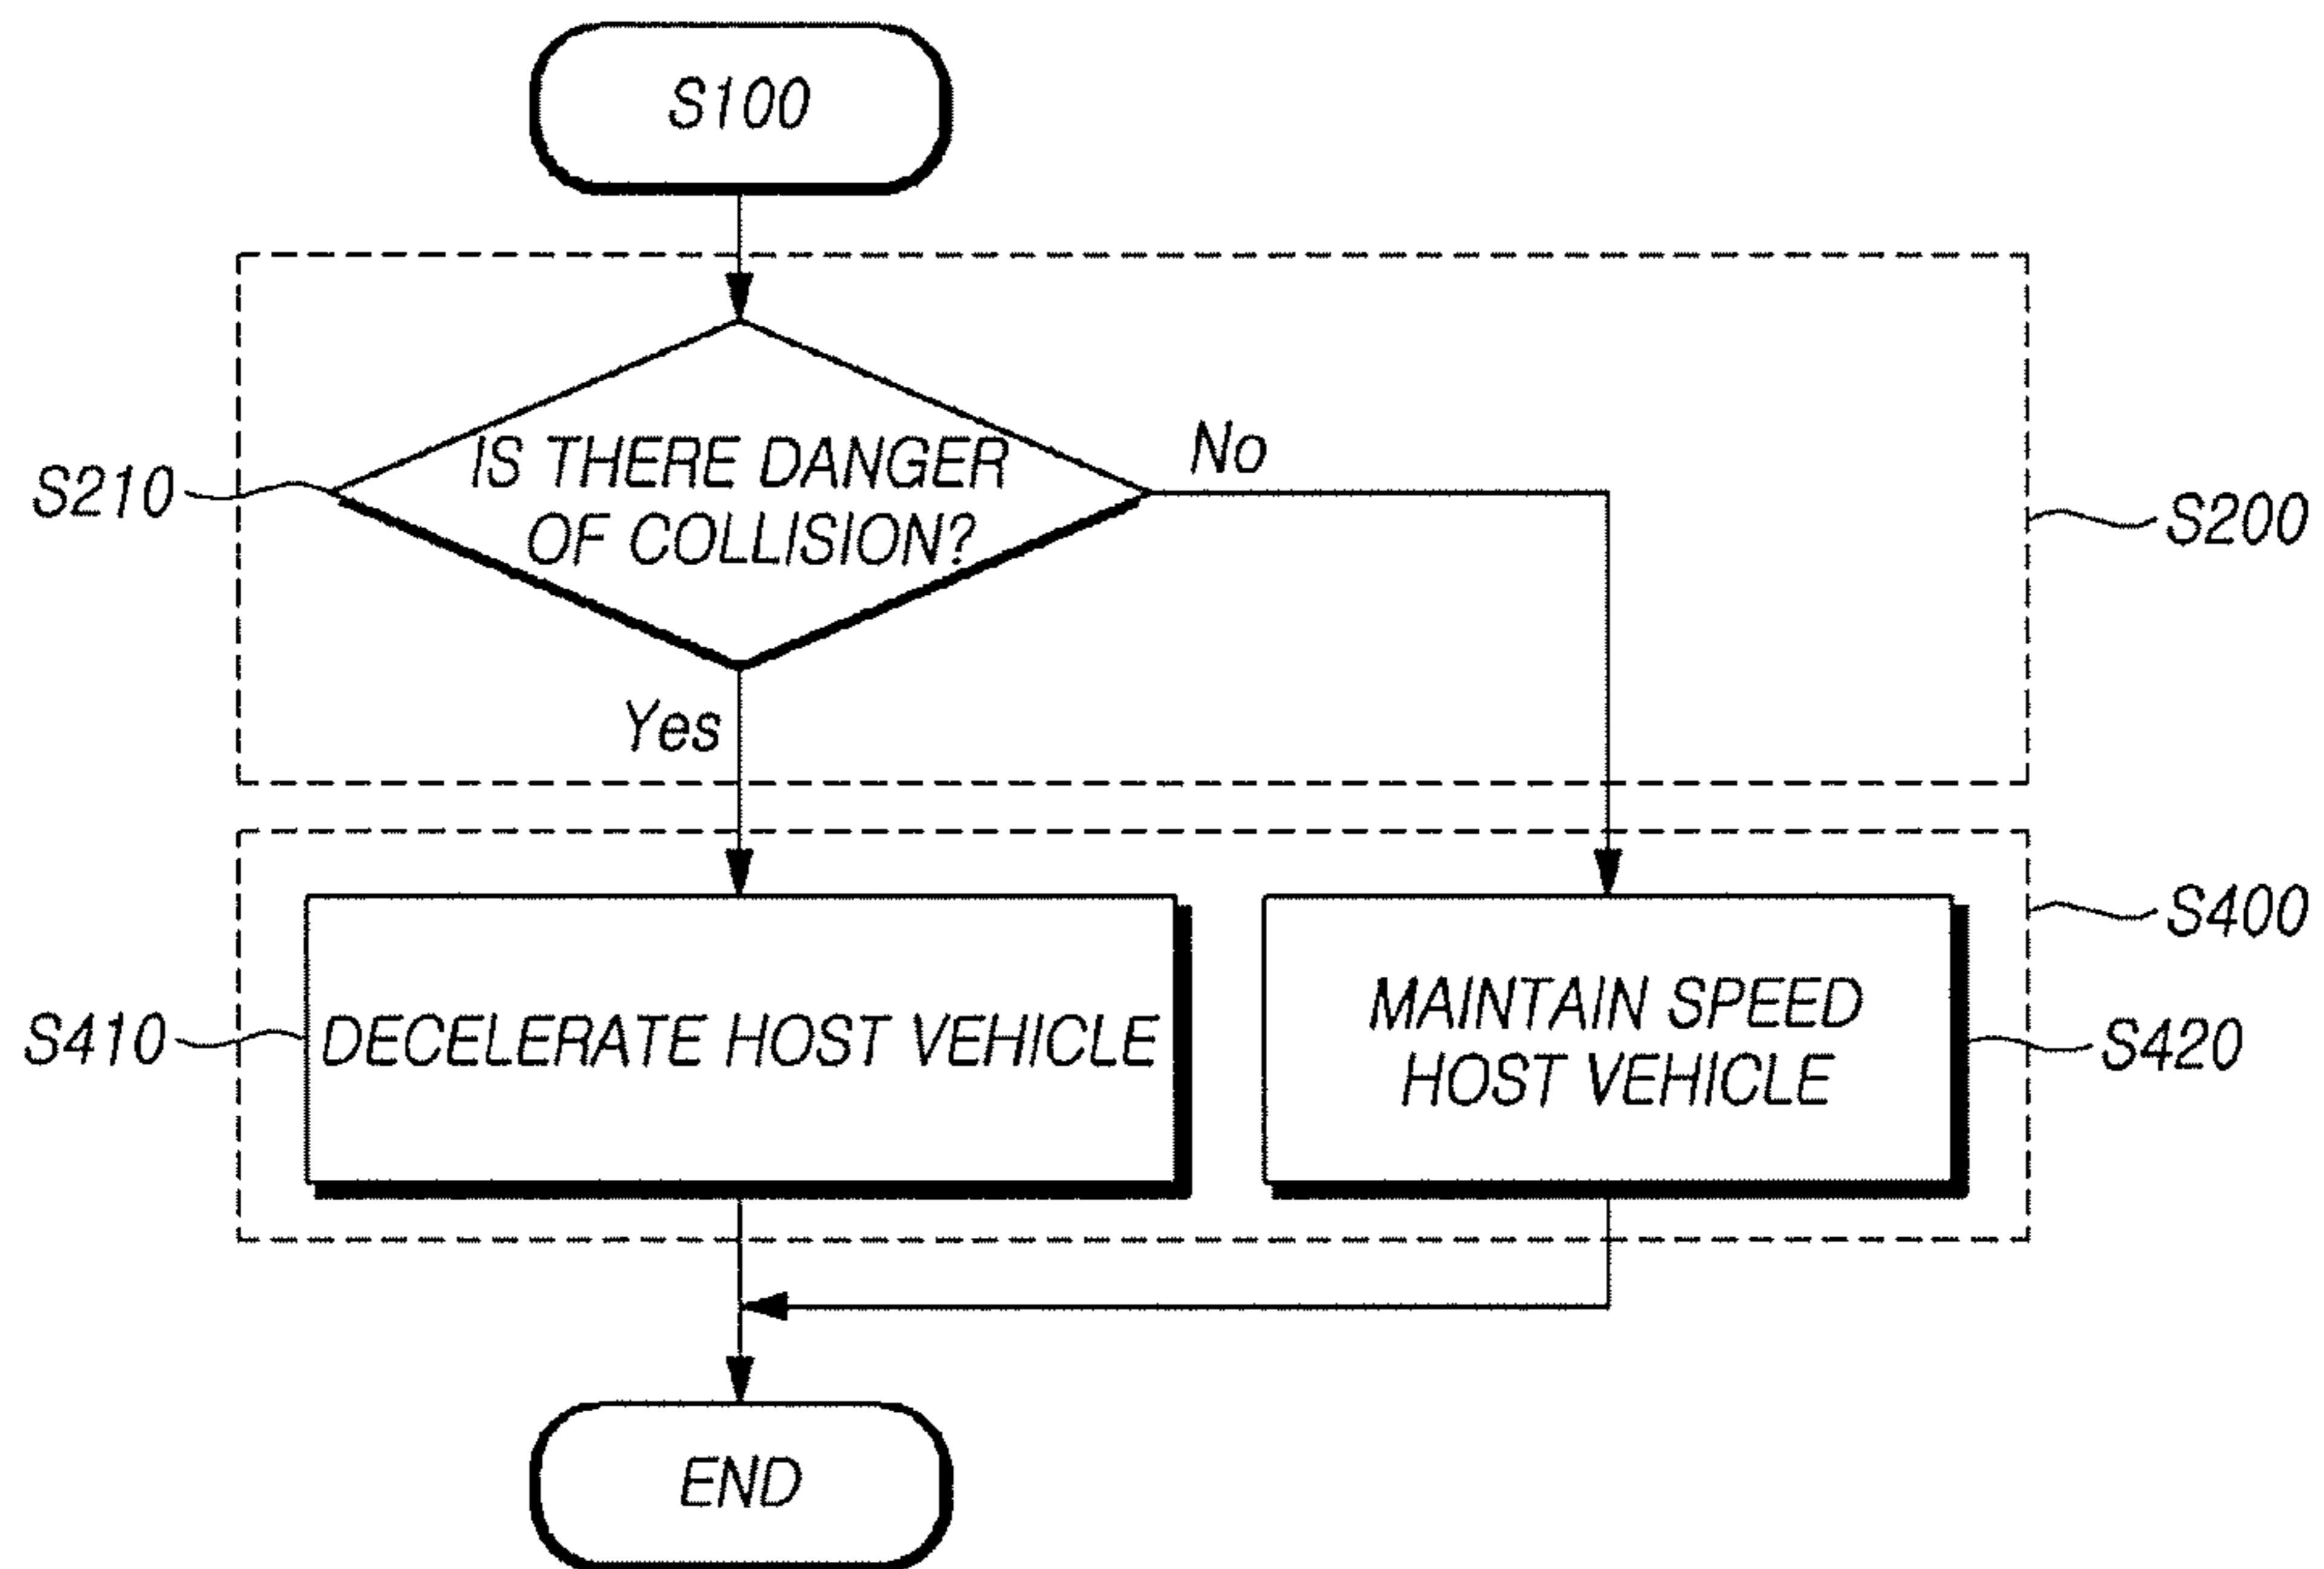 S100
IS THERE DANGER
OF COLLISION?
No
S210
S200
Yes
S400
DECELERATE HOST VEHICLE
MAINTAIN SPEED
HOST VEHICLE
S410
S420
END